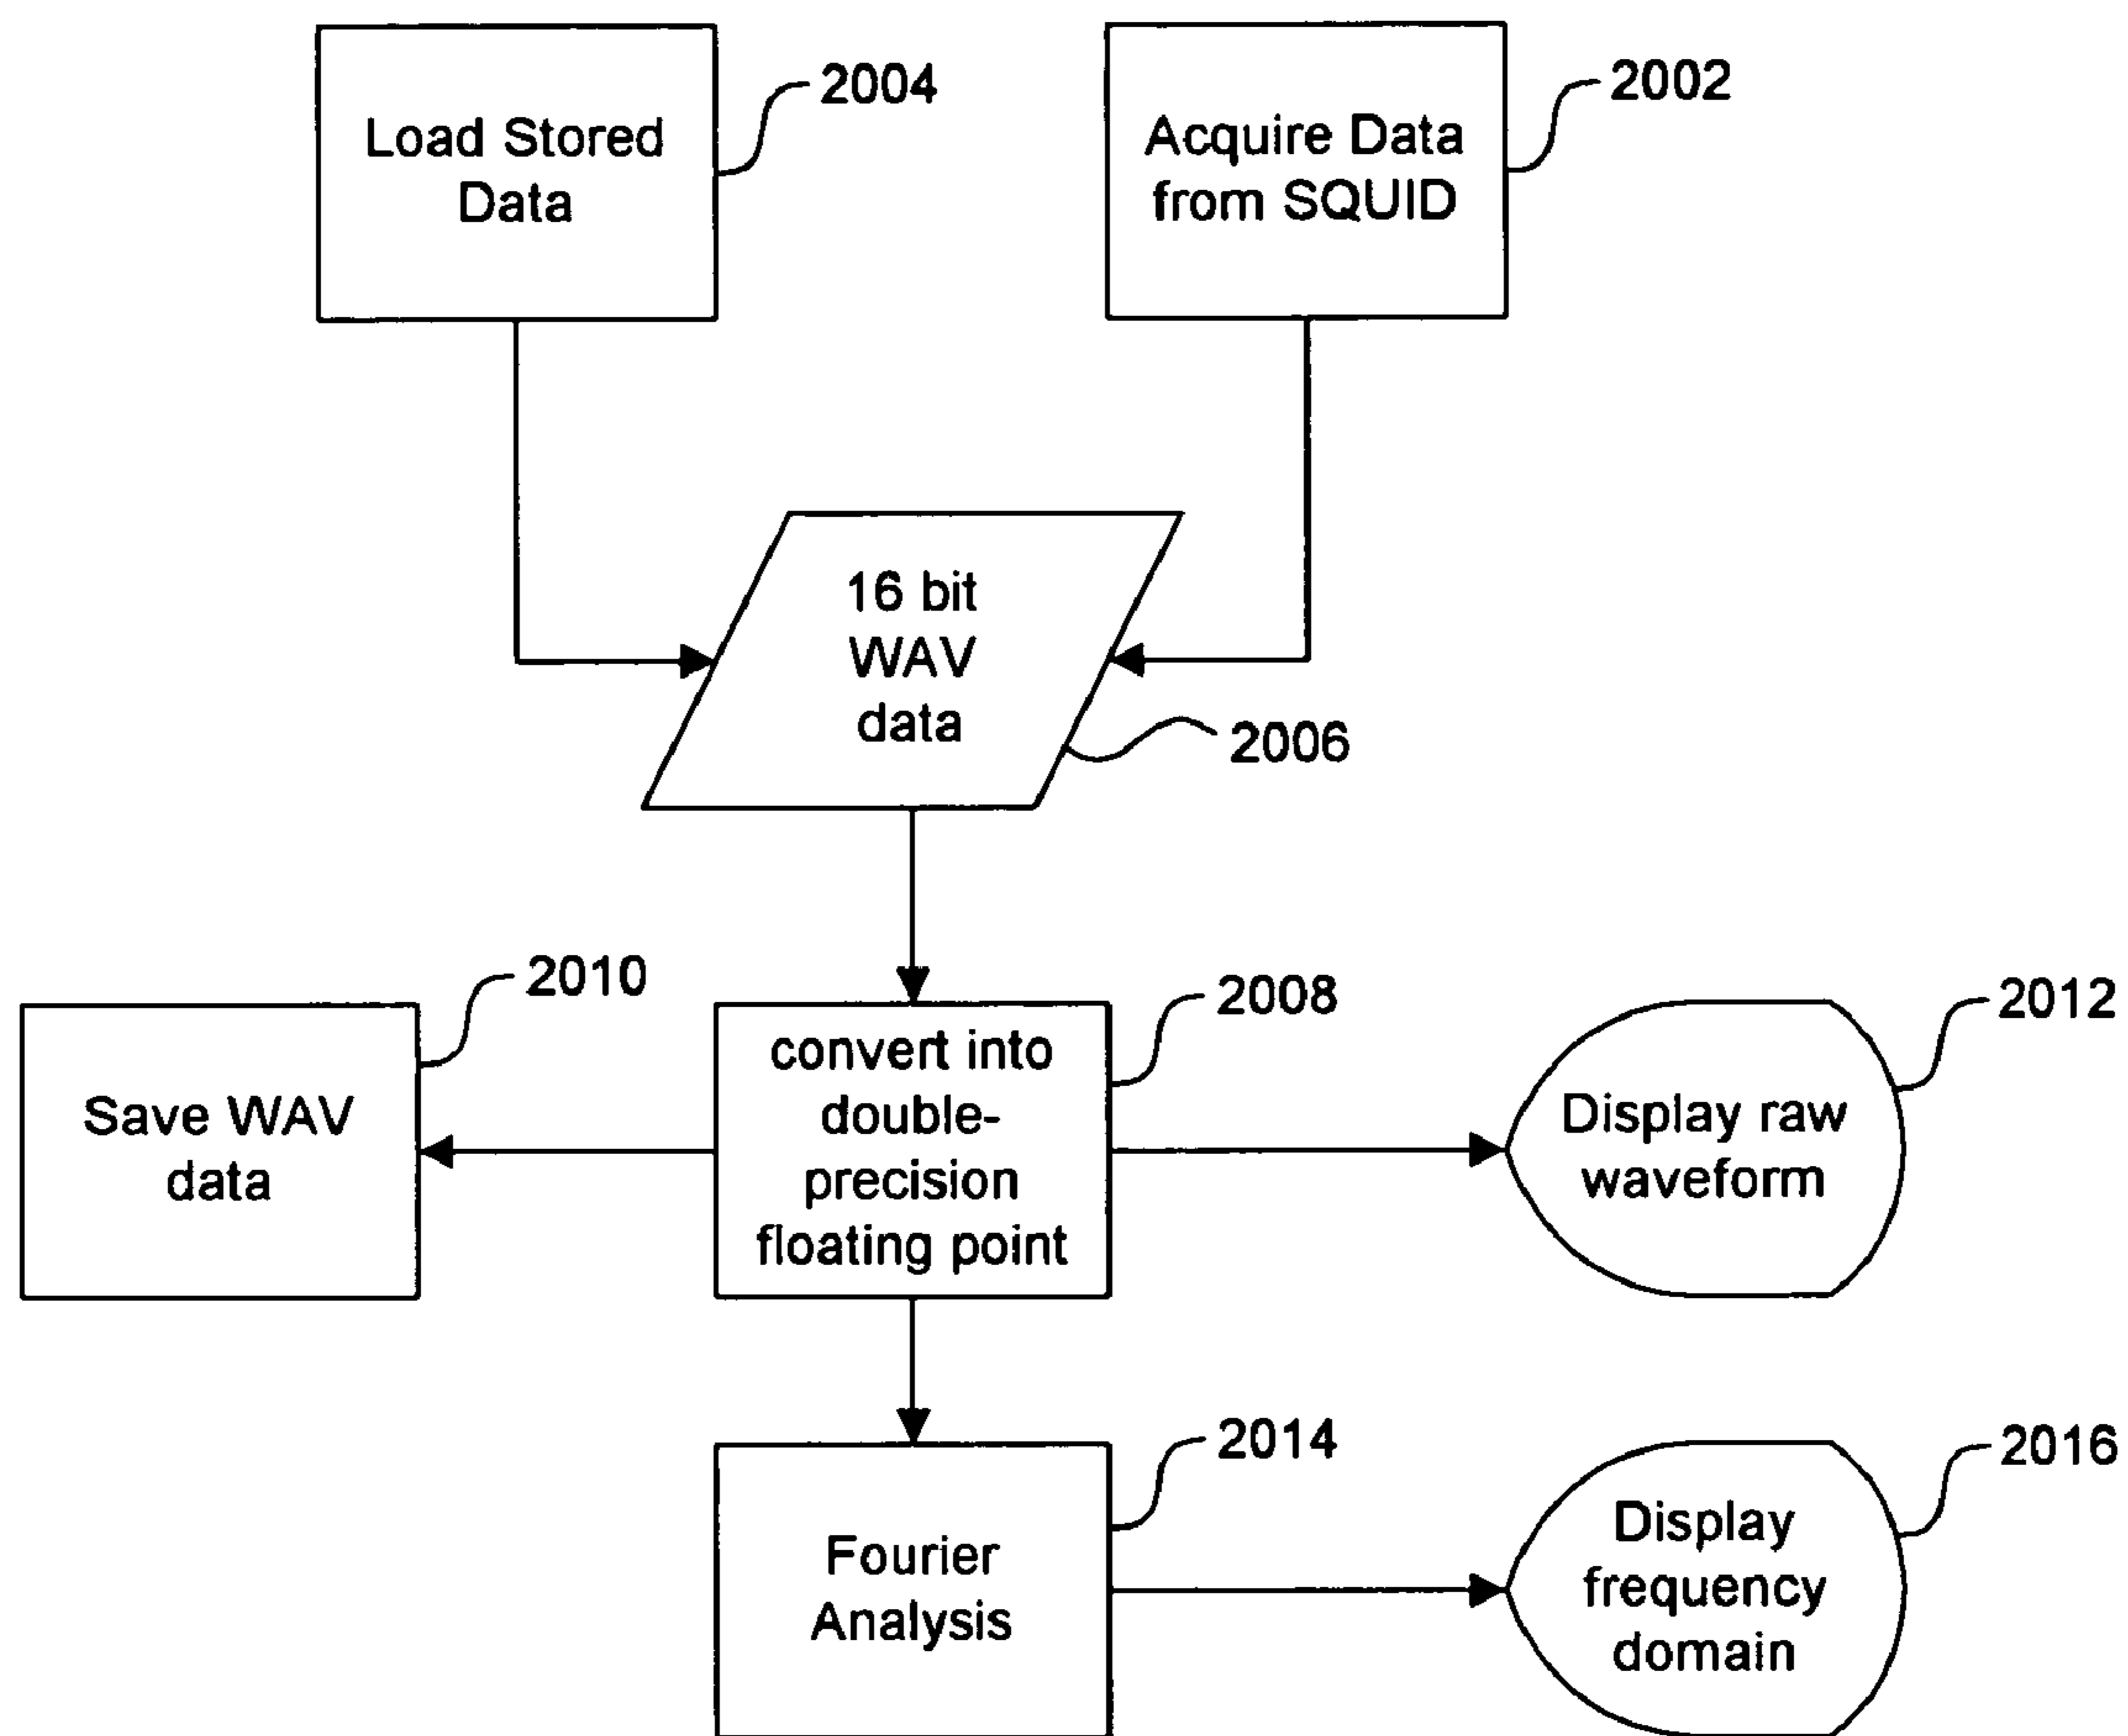 Load Stored
Data
2004
Acquire Data
from SQUID
2002
16 bit
WAV
data
2006
Save WAV
data
2010
convert into
double-
precision
floating point
2008
Display raw
waveform
2012
Fourier
Analysis
2014
Display
frequency
domain
2016